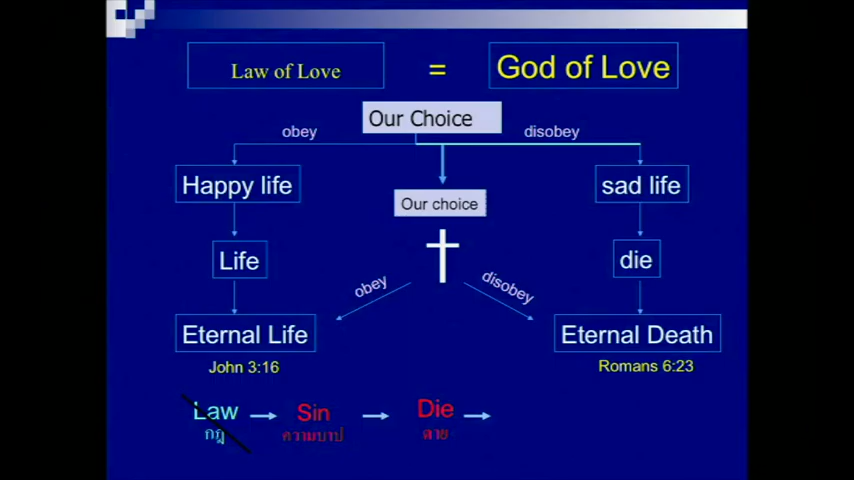 Law of Love = God of Love
Our Choice
obey
disobey
Happy life
sad life
Our choice
Life
die
obey
disobey
Eternal Life
Eternal Death
John 3:16
Romans 6:23
Law
Sin
Die
กฎ
ความบาป
ตาย